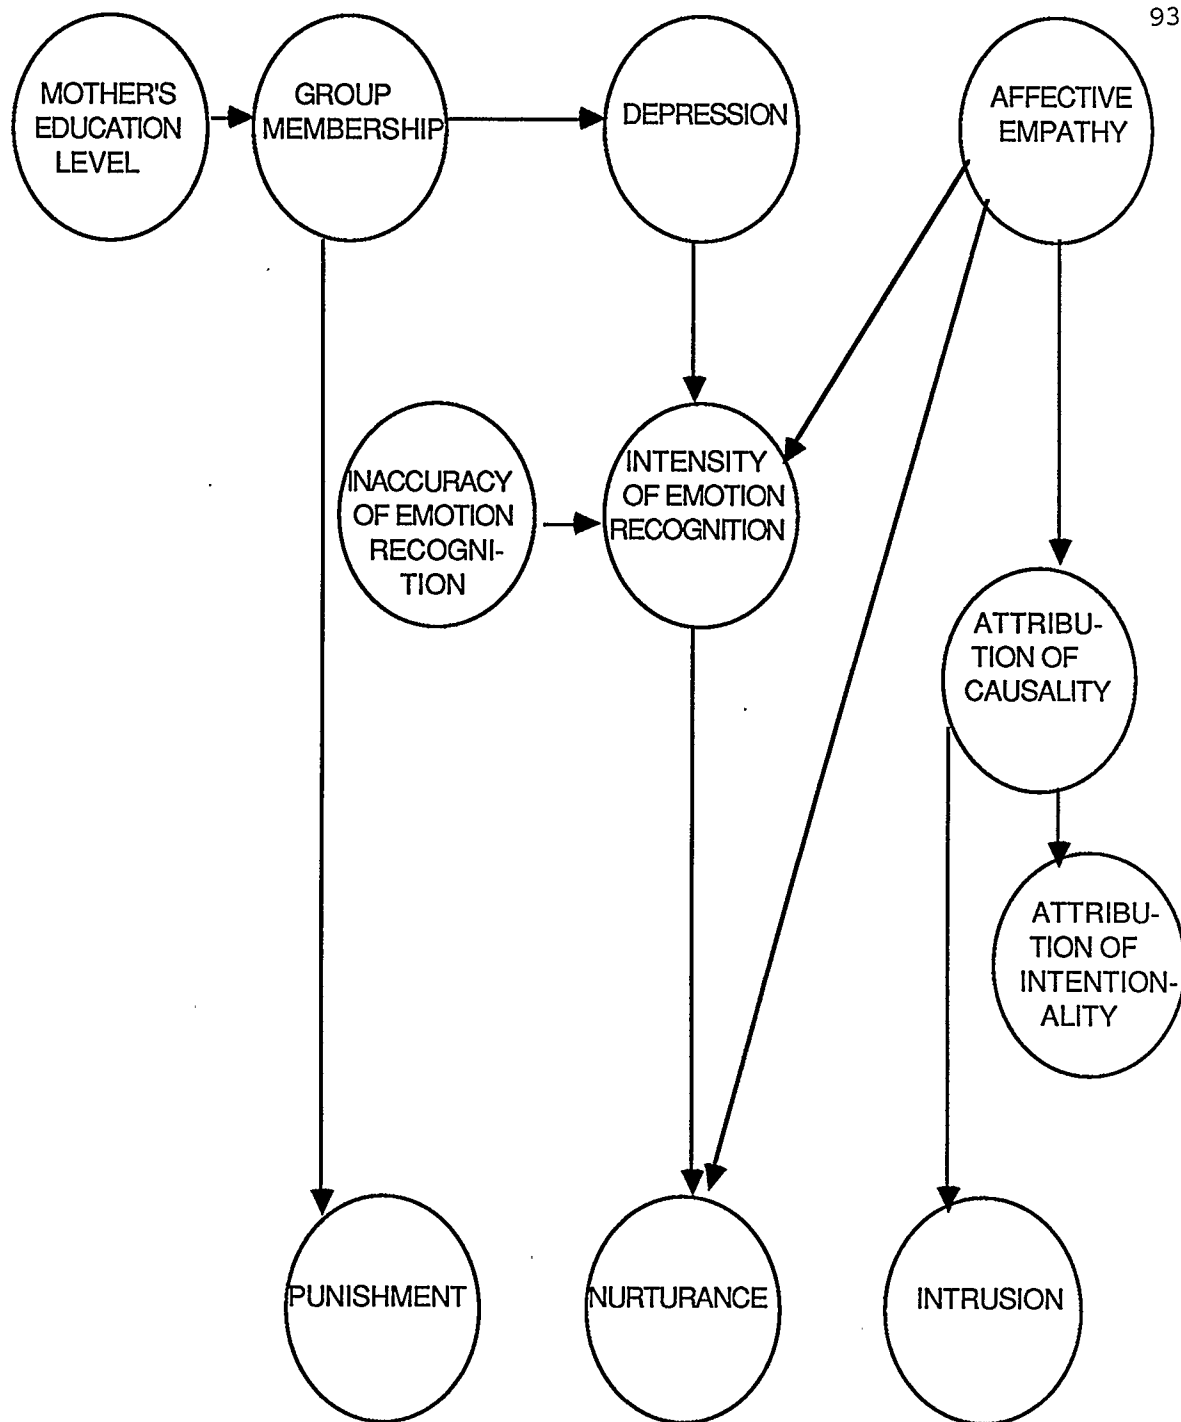 93
MOTHER'S
EDUCATION
LEVEL
GROUP
MEMBERSHIP
DEPRESSION
AFFECTIVE
EMPATHY
INACCURACY
OF EMOTION
RECOGNI-
TION
INTENSITY
OF EMOTION
RECOGNITION
ATTRIBU-
TION OF
CAUSALITY
ATTRIBU-
TION OF
INTENTION-
ALITY
PUNISHMENT
NURTURANCE
INTRUSION